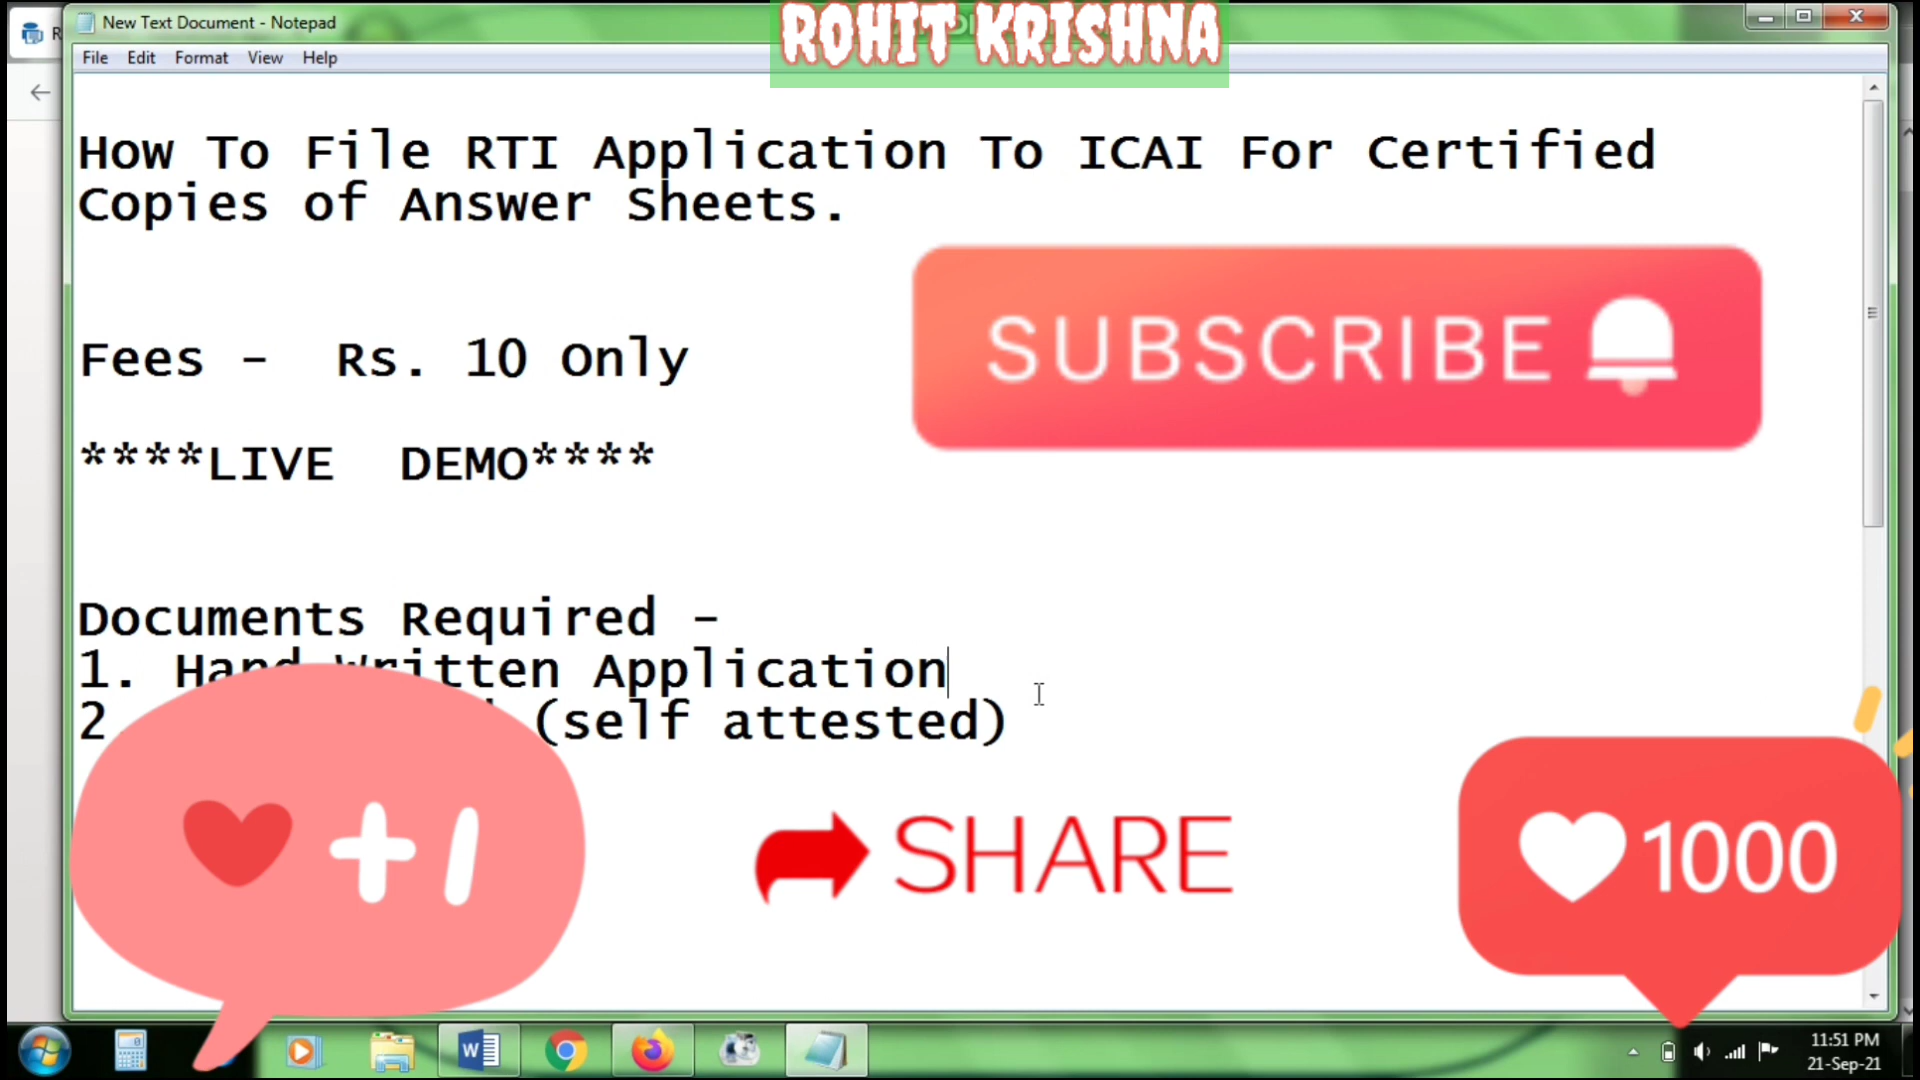 New Text Document - Notepad
ROHIT KRISHNA
R
File Edit Format View Help
How To File RTI Application To ICAI For Certified
Copies of Answer Sheets.
Fees - Rs. 10 Only
SUBSCRIBE
****LIVE DEMO****
Documents Required -
1. Hand Written Application
2. (self attested)
+1
SHARE
1000
11:51 PM
21-Sep-21